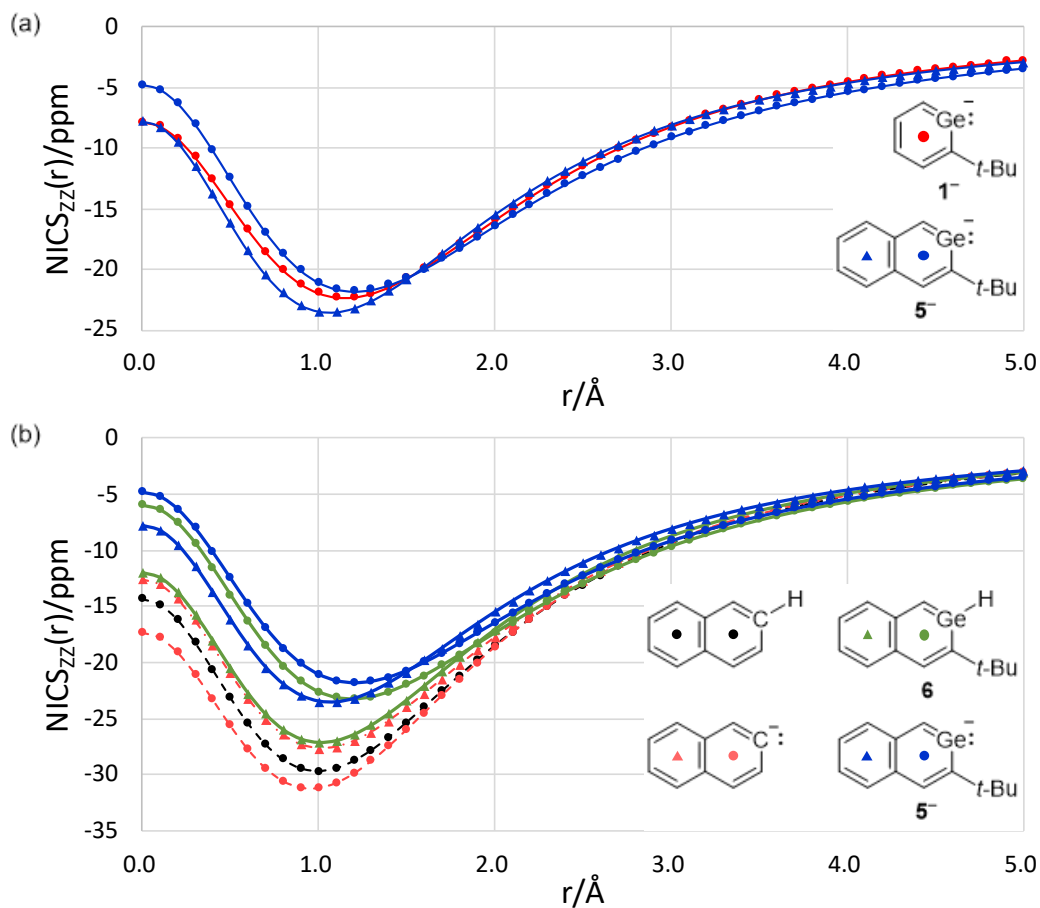 (a)
NICSZZ(r)/ppm
0
-5
-10
-15
-20
-25
0.0 1.0 2.0 3.0 4.0 5.0
r/Å
Ge:−
t-Bu
1−
Ge:−
t-Bu
5−
(b)
NICSZZ(r)/ppm
0
-5
-10
-15
-20
-25
-30
-35
0.0 1.0 2.0 3.0 4.0 5.0
r/Å
C H
Ge H
t-Bu
6
C:−
Ge:−
t-Bu
5−